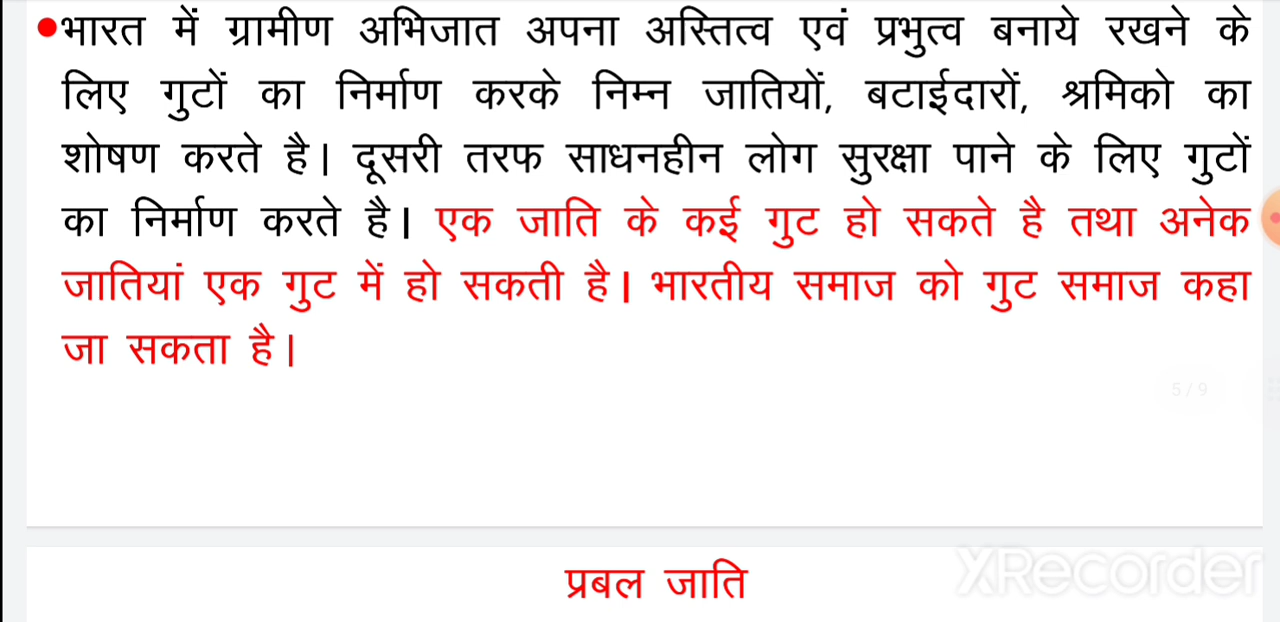 ●भारत में ग्रामीण अभिजात अपना अस्तित्व एवं प्रभुत्व बनाये रखने के
लिए गुटों का निर्माण करके निम्न जातियों, बटाईदारों, श्रमिको का
शोषण करते है। दूसरी तरफ साधनहीन लोग सुरक्षा पाने के लिए गुटों
का निर्माण करते है। एक जाति के कई गुट हो सकते है तथा अनेक
जातियां एक गुट में हो सकती है। भारतीय समाज को गुट समाज कहा
जा सकता है।
5/9
प्रबल जाति
XRecorder